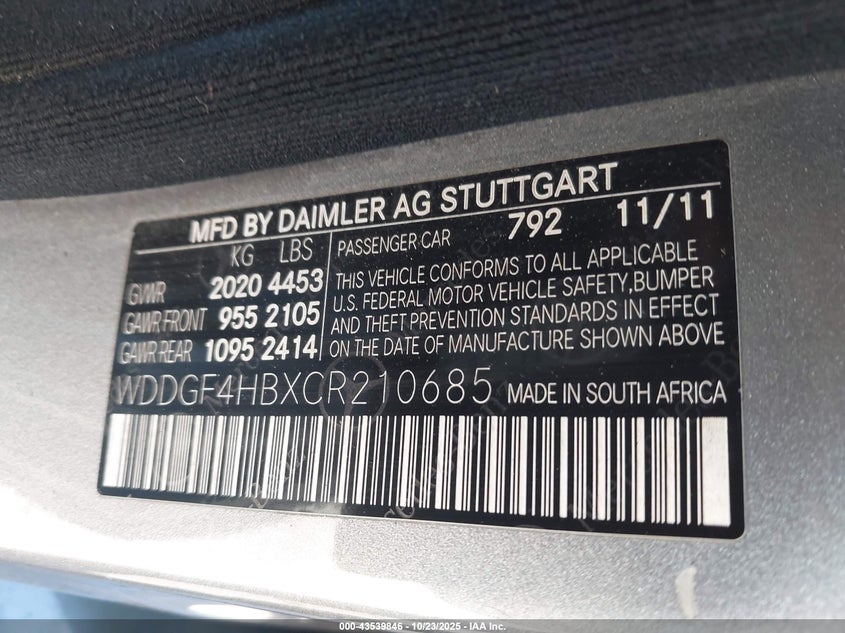 MFD BY DAIMLER AG STUTTGART
KG LBS
GVWR 2020 4453
GAWR FRONT 955 2105
GAWR REAR 1095 2414
PASSENGER CAR 792 11/11
THIS VEHICLE CONFORMS TO ALL APPLICABLE
U.S. FEDERAL MOTOR VEHICLE SAFETY, BUMPER
AND THEFT PREVENTION STANDARDS IN EFFECT
ON THE DATE OF MANUFACTURE SHOWN ABOVE
WDDGF4HBXCR210685 MADE IN SOUTH AFRICA
000-43539846 - 10/23/2025 - IAA Inc.